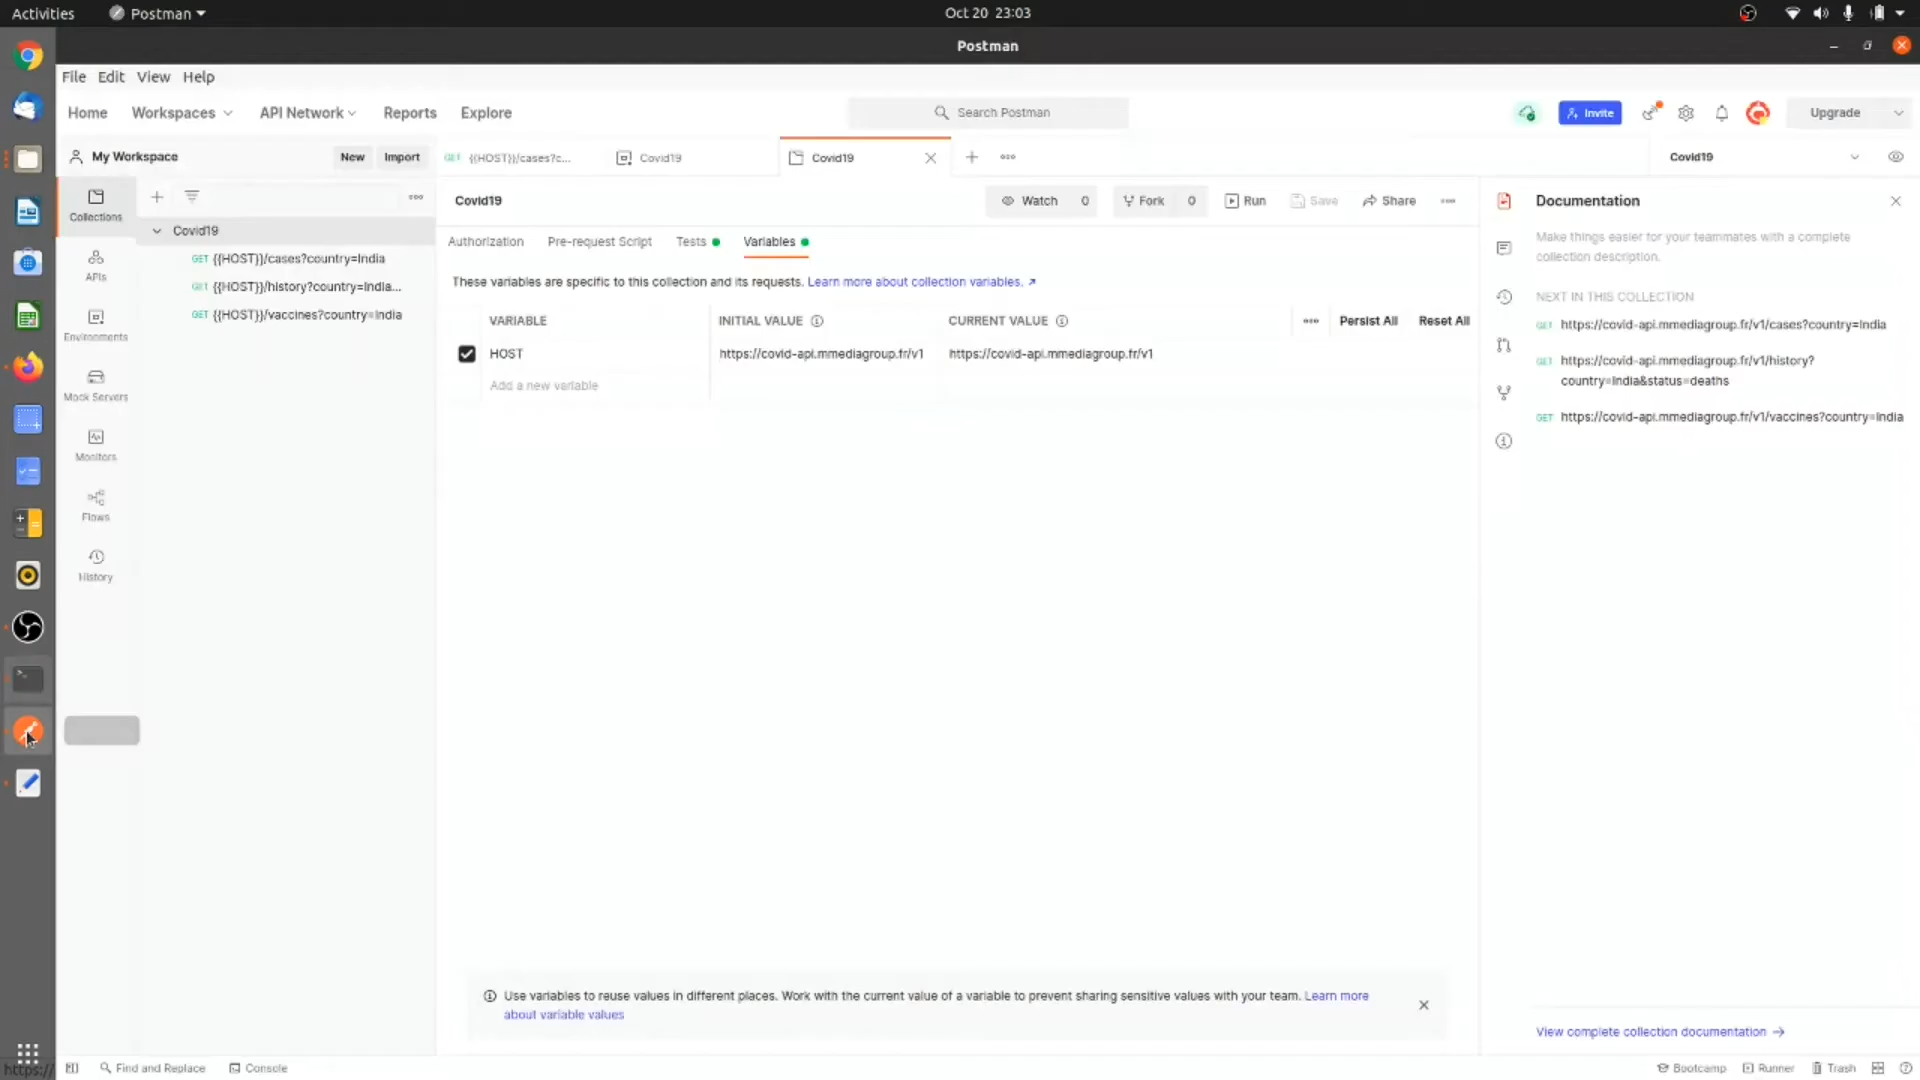 Activities
Postman
Oct 20 23:03
Postman
File Edit View Help
Home Workspaces API Network Reports Explore
Search Postman
Invite
Upgrade
My Workspace
New Import
GET {{HOST}}/cases?c...
Covid19
Covid19
Covid19
Collections
APIs
Environments
Mock Servers
Monitors
Flows
History
Covid19
GET {{HOST}}/cases?country=India
GET {{HOST}}/history?country=India...
GET {{HOST}}/vaccines?country=India
Covid19
Watch 0
Fork 0
Run
Save
Share
Authorization Pre-request Script Tests Variables
These variables are specific to this collection and its requests. Learn more about collection variables. ↗
VARIABLE INITIAL VALUE CURRENT VALUE Persist All Reset All
HOST https://covid-api.mmediagroup.fr/v1 https://covid-api.mmediagroup.fr/v1
Add a new variable
Use variables to reuse values in different places. Work with the current value of a variable to prevent sharing sensitive values with your team. Learn more
about variable values
Documentation
Make things easier for your teammates with a complete
collection description.
NEXT IN THIS COLLECTION
GET https://covid-api.mmediagroup.fr/v1/cases?country=India
GET https://covid-api.mmediagroup.fr/v1/history?
country=India&status=deaths
GET https://covid-api.mmediagroup.fr/v1/vaccines?country=India
View complete collection documentation →
https://
Find and Replace Console
Bootcamp Runner Trash